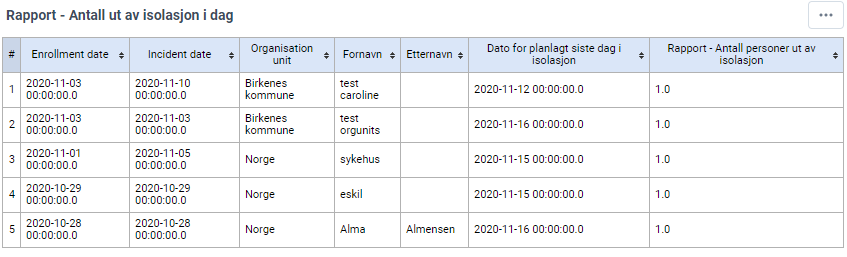 Rapport - Antall ut av isolasjon i dag
# Enrollment date Incident date Organisation unit Fornavn Etternavn Dato for planlagt siste dag i isolasjon Rapport - Antall personer ut av isolasjon
1 2020-11-03 00:00:00.0 2020-11-10 00:00:00.0 Birkenes kommune test caroline 2020-11-12 00:00:00.0 1.0
2 2020-11-03 00:00:00.0 2020-11-03 00:00:00.0 Birkenes kommune test orgunits 2020-11-16 00:00:00.0 1.0
3 2020-11-01 00:00:00.0 2020-11-05 00:00:00.0 Norge sykehus 2020-11-15 00:00:00.0 1.0
4 2020-10-29 00:00:00.0 2020-10-29 00:00:00.0 Norge eskil 2020-11-15 00:00:00.0 1.0
5 2020-10-28 00:00:00.0 2020-10-28 00:00:00.0 Norge Alma Almensen 2020-11-16 00:00:00.0 1.0